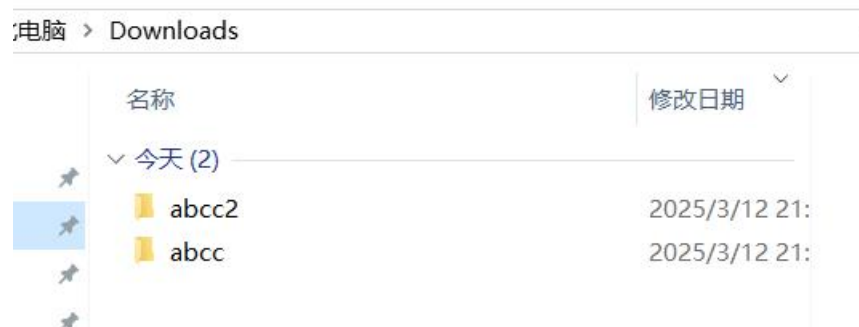 电脑 > Downloads
名称 修改日期
今天 (2)
abcc2 2025/3/12 21:
abcc 2025/3/12 21: